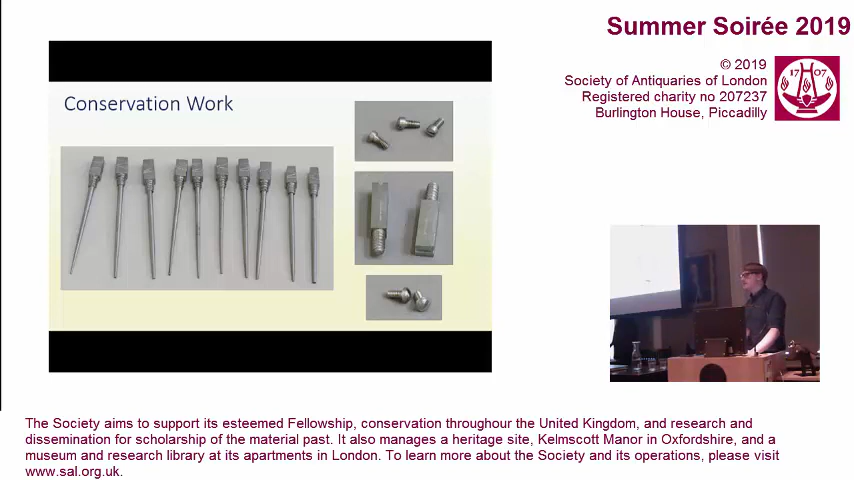 Summer Soirée 2019
© 2019
Society of Antiquaries of London
Registered charity no 207237
Burlington House, Piccadilly
17 07
Conservation Work
The Society aims to support its esteemed Fellowship, conservation throughour the United Kingdom, and research and
dissemination for scholarship of the material past. It also manages a heritage site, Kelmscott Manor in Oxfordshire, and a
museum and research library at its apartments in London. To learn more about the Society and its operations, please visit
www.sal.org.uk.